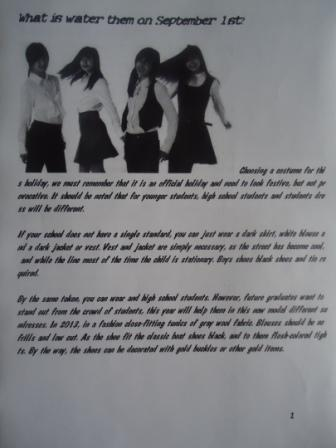 What is water them on September 1st?
Choosing a costume for thi
s holiday, we must remember that it is an official holiday and need to look festive, but not pr
ovocative. It should be noted that for younger students, high school students and students dre
ss will be different.
If your school does not have a single standard, you can just wear a dark skirt, white blouse a
nd a dark jacket or vest. Vest and jacket are simply necessary, as the street has become cool,
and while the line most of the time the child is stationary. Boys shoes black shoes and tie re
quired.
By the same token, you can wear and high school students. However, future graduates want to
stand out from the crowd of students, this year will help them in this new model different sa
ndresses. In 2013, in a fashion close-fitting tunics of gray wool fabric. Blouses should be no
frills and low cut. As the shoe fit the classic boat shoes black, and to them flesh-colored tigh
ts. By the way, the shoes can be decorated with gold buckles or other gold items.
1